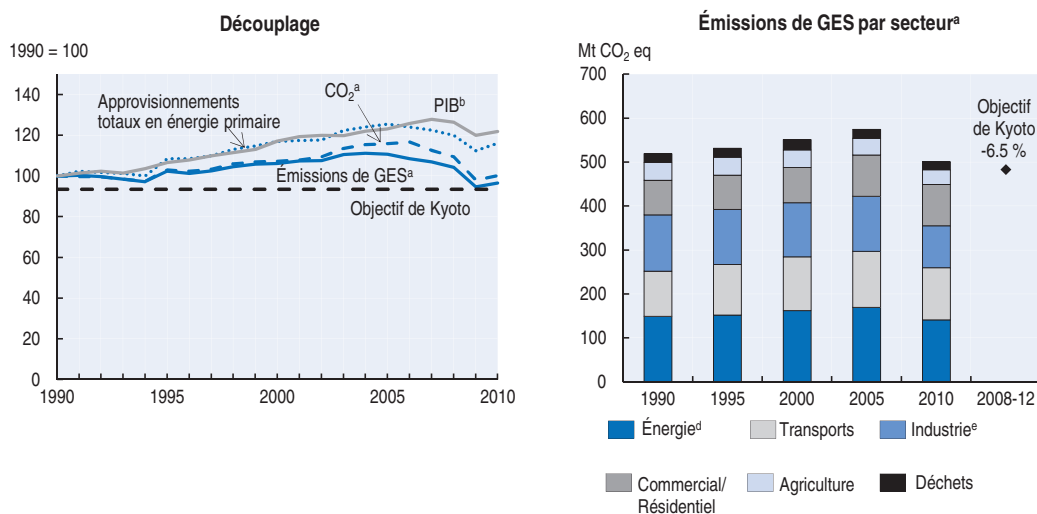 Découplage
1990 = 100
140
120
100
80
60
40
20
0
1990
1995
2000
2005
2010
Approvisionnements
totaux en énergie primaire
CO₂ᵃ
PIBᵇ
Émissions de GESᵃ
Objectif de Kyoto
Émissions de GES par secteurᵃ
Mt CO₂ eq
700
600
500
400
300
200
100
0
1990
1995
2000
2005
2010
2008-12
Objectif
de Kyoto
-6.5 %
Énergieᵈ
Transports
Industrieᵉ
Commercial/
Résidentiel
Agriculture
Déchets